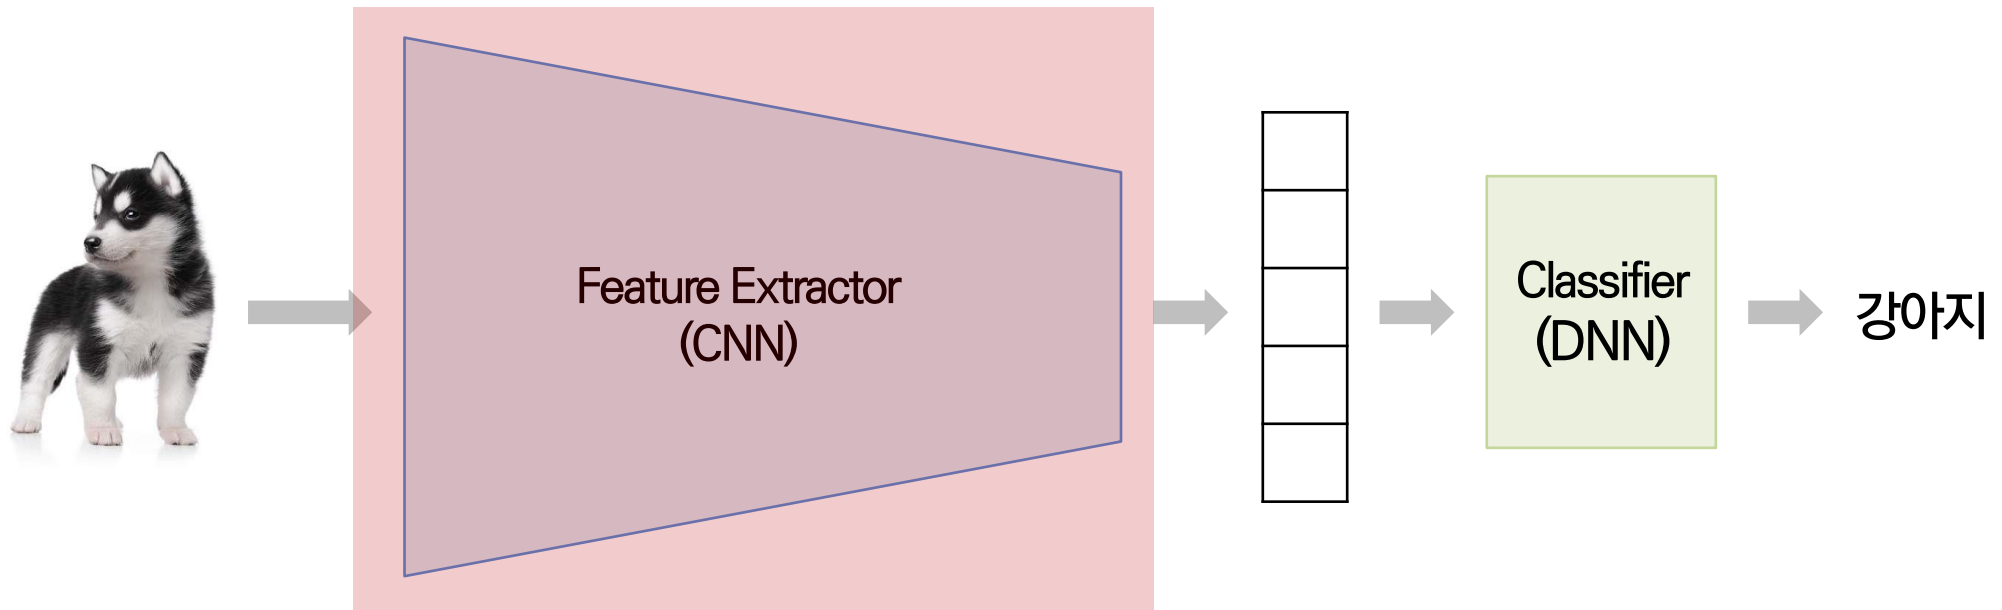 Feature Extractor
(CNN)
Classifier
(DNN)
강아지